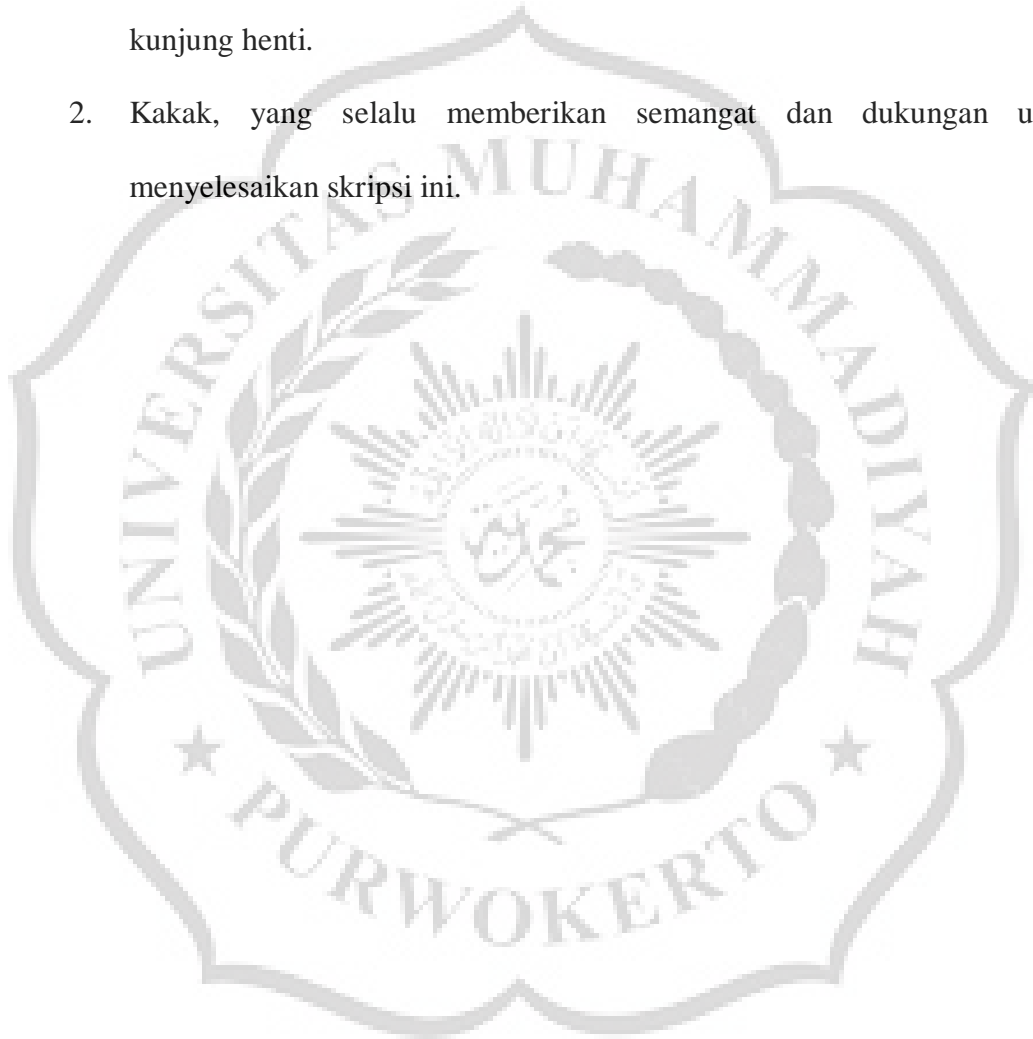 kunjung henti.
2. Kakak, yang selalu memberikan semangat dan dukungan u
menyelesaikan skripsi ini.
UNIVERSITAS MUHAMMADIYAH
PURWOKERTO